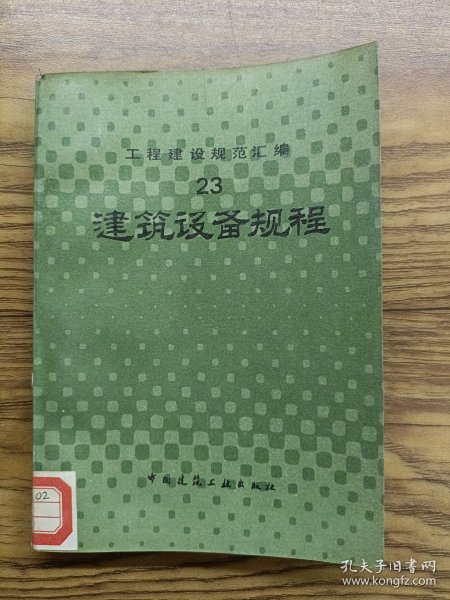 工程建设规范汇编
23
建筑设备规程
中国建筑工业出版社
02
孔夫子旧书网
www.kongfz.com